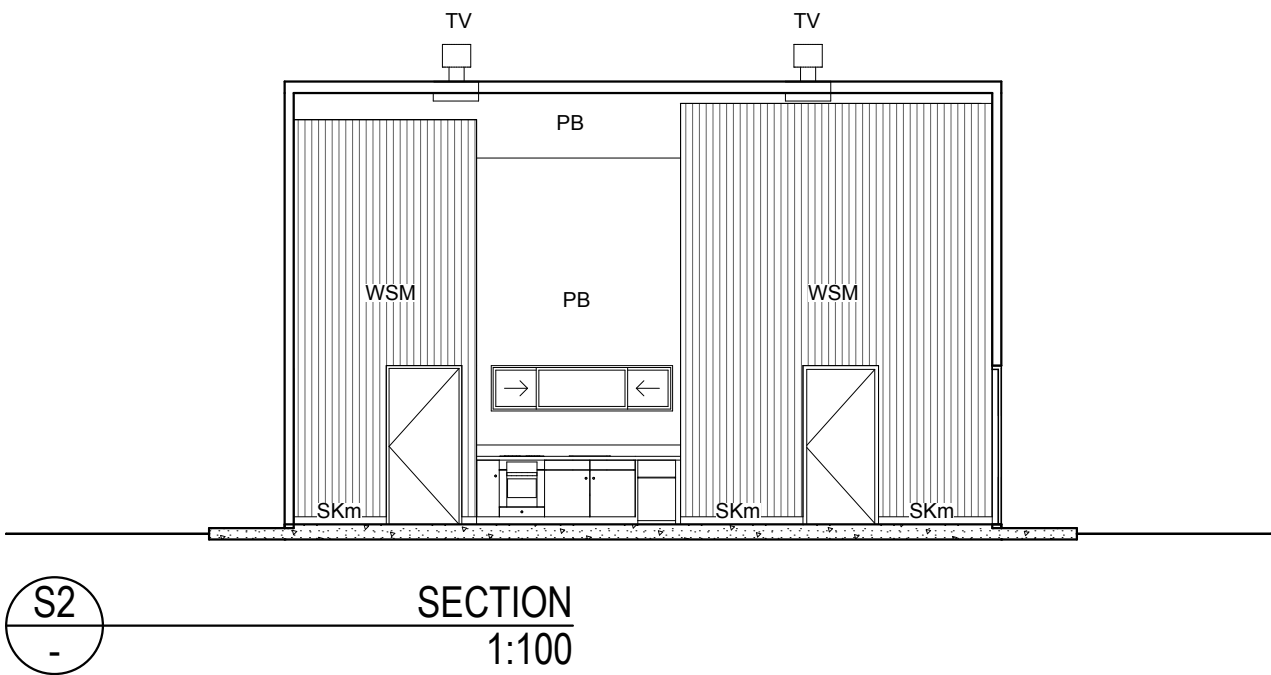 TV TV
PB
WSM PB WSM
SKm SKm SKm
S2
-
SECTION
1:100